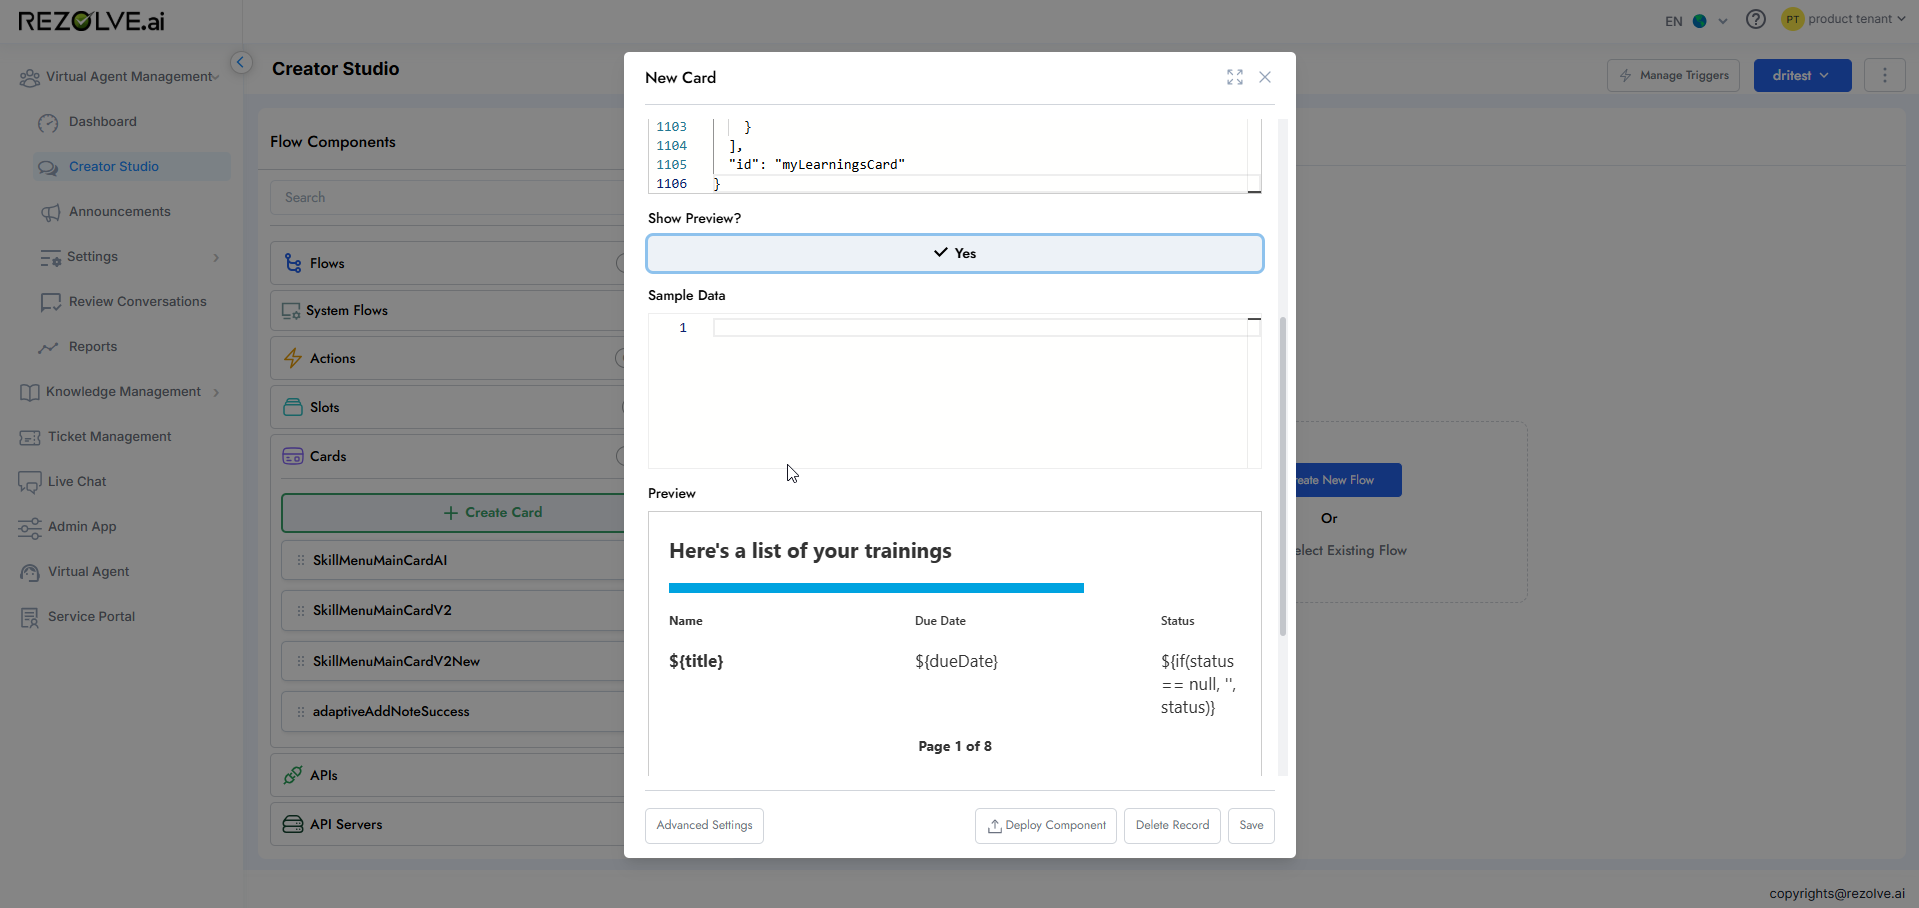 REZOLVE.ai
EN
PT
product tenant
Virtual Agent Management
Dashboard
Creator Studio
Announcements
Settings
Review Conversations
Reports
Knowledge Management
Ticket Management
Live Chat
Admin App
Virtual Agent
Service Portal
Creator Studio
Manage Triggers
dritest
Flow Components
Search
Flows
System Flows
Actions
Slots
Cards
Create Card
SkillMenuMainCardAI
SkillMenuMainCardV2
SkillMenuMainCardV2New
adaptiveAddNoteSuccess
APIs
API Servers
New Card
1103 }
1104 ],
1105 "id": "myLearningsCard"
1106 }
Show Preview?
Yes
Sample Data
1
Preview
Here's a list of your trainings
Name Due Date Status
${title} ${dueDate} ${if(status
== null, '',
status)}
Page 1 of 8
Advanced Settings
Deploy Component
Delete Record
Save
eate New Flow
Or
elect Existing Flow
copyrights@rezolve.ai